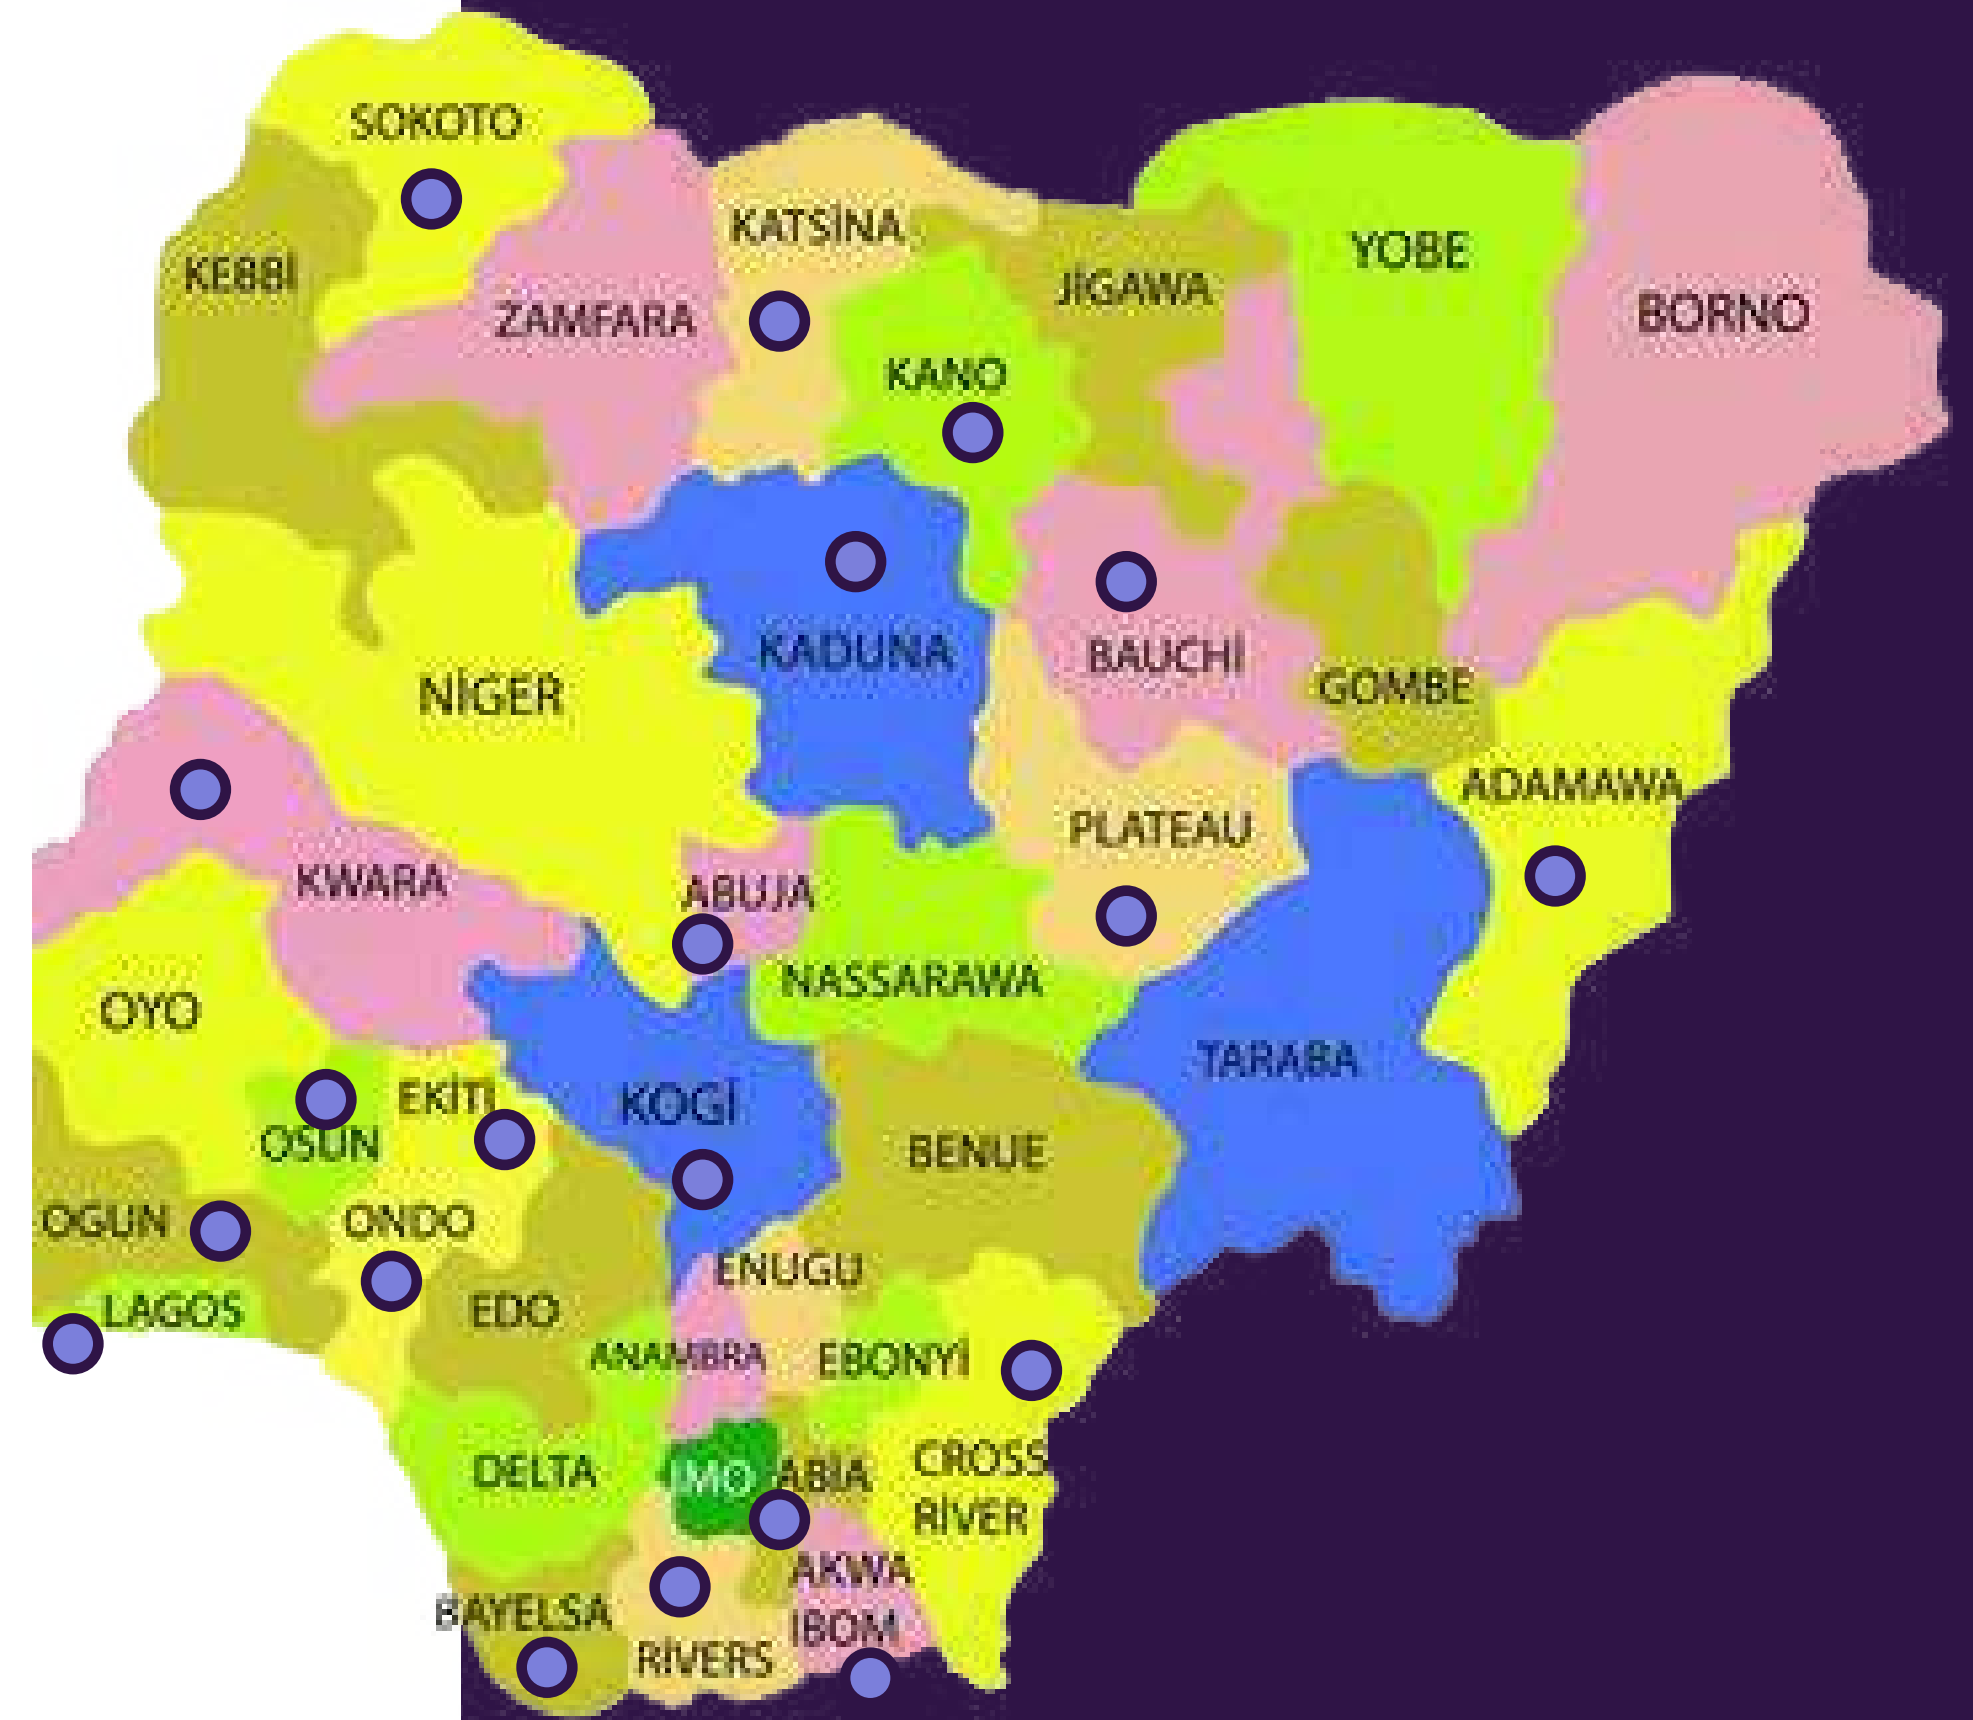 SOKOTO
KATSİNA
KEBBİ
ZAMFARA
JİGAWA
YOBE
BORNO
KANO
KADUNA
BAUCHİ
GOMBE
NİGER
ADAMAWA
PLATEAU
KWARA
ABUJA
NASSARAWA
OYO
TARABA
EKİTİ
KOGİ
OSUN
BENUE
OGUN
ONDO
ENUGU
LAGOS
EDO
ANAMBRA
EBONYİ
DELTA
IMO
ABIA
CROSS
RİVER
AKWA
İBOM
BAYELSA
RİVERS